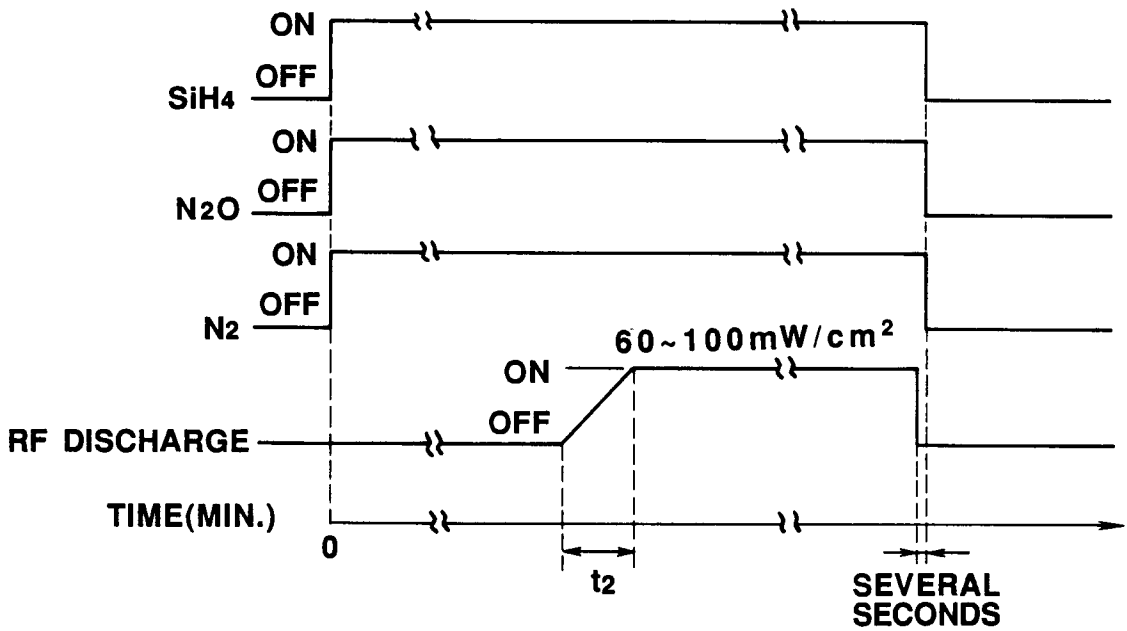 ON
OFF
SiH4
ON
OFF
N2O
ON
OFF
N2
60~100mW/cm²
ON
OFF
RF DISCHARGE
TIME(MIN.)
0
t2
SEVERAL
SECONDS